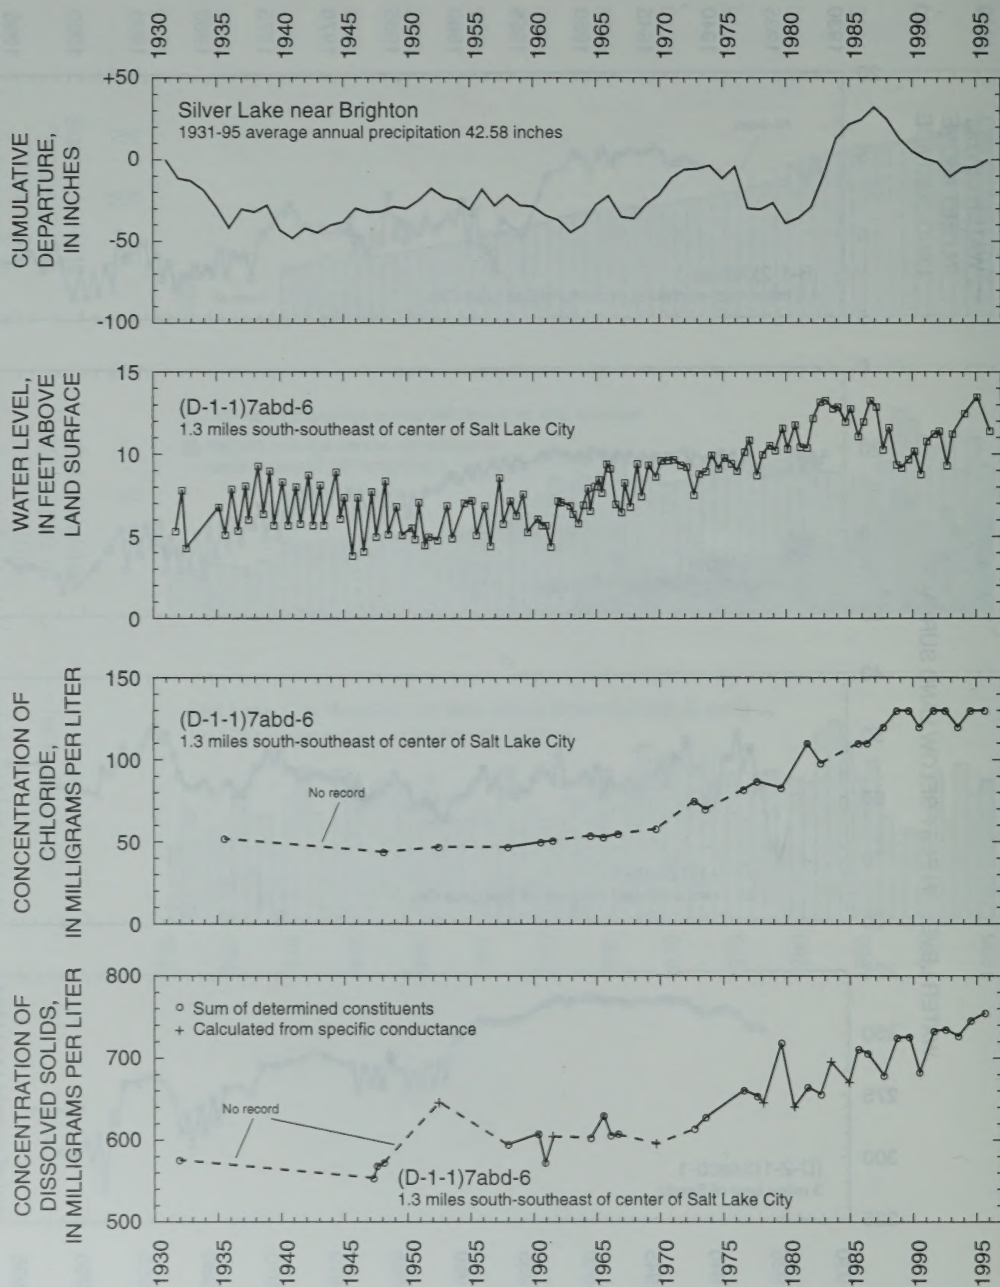 1930
1935
1940
1945
1950
1955
1960
1965
1970
1975
1980
1985
1990
1995
CUMULATIVE
DEPARTURE,
IN INCHES
+50
0
-50
-100
Silver Lake near Brighton
1931-95 average annual precipitation 42.58 inches
WATER LEVEL,
IN FEET ABOVE
LAND SURFACE
15
10
5
0
(D-1-1)7abd-6
1.3 miles south-southeast of center of Salt Lake City
CONCENTRATION OF
CHLORIDE,
IN MILLIGRAMS PER LITER
150
100
50
0
(D-1-1)7abd-6
1.3 miles south-southeast of center of Salt Lake City
No record
CONCENTRATION OF
DISSOLVED SOLIDS,
IN MILLIGRAMS PER LITER
800
700
600
500
Sum of determined constituents
+ Calculated from specific conductance
No record
(D-1-1)7abd-6
1.3 miles south-southeast of center of Salt Lake City
1930
1935
1940
1945
1950
1955
1960
1965
1970
1975
1980
1985
1990
1995